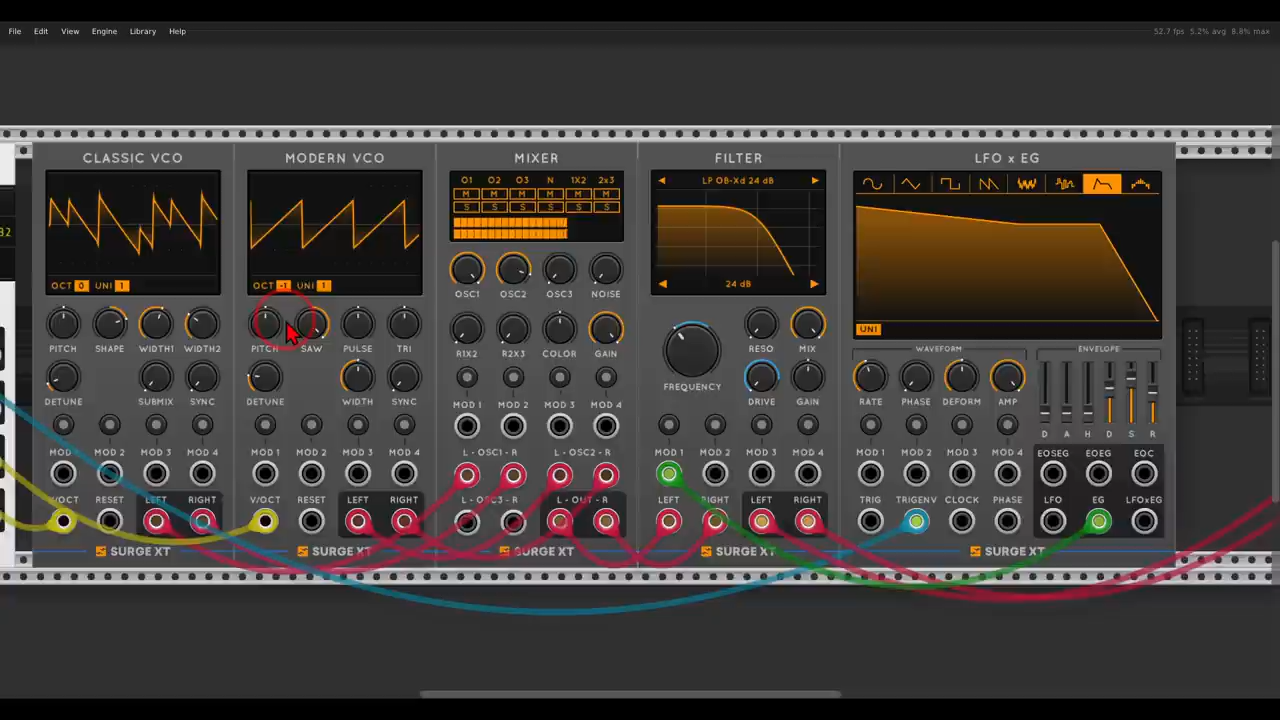 File Edit View Engine Library Help
52.7 fps 5.2% avg 8.8% max
CLASSIC VCO
OCT 0 UNI 1
PITCH SHAPE WIDTH1 WIDTH2
DETUNE SUBMIX SYNC
MOD 1 MOD 2 MOD 3 MOD 4
V/OCT RESET LEFT RIGHT
SURGE XT
MODERN VCO
OCT -1 UNI 1
PITCH SAW PULSE TRI
DETUNE WIDTH SYNC
MOD 1 MOD 2 MOD 3 MOD 4
V/OCT RESET LEFT RIGHT
SURGE XT
MIXER
O1 O2 O3 N 1X2 2x3
M M M M M M
S S S S S S
OSC1 OSC2 OSC3 NOISE
R1X2 R2X3 COLOR GAIN
MOD 1 MOD 2 MOD 3 MOD 4
L - OSC1 - R L - OSC2 - R
L - OSC3 - R L - OUT - R
SURGE XT
FILTER
LP OB-Xd 24 dB
24 dB
RESO MIX
FREQUENCY
DRIVE GAIN
MOD 1 MOD 2 MOD 3 MOD 4
LEFT RIGHT LEFT RIGHT
SURGE XT
LFO x EG
UNI
WAVEFORM ENVELOPE
RATE PHASE DEFORM AMP
D A H D S R
MOD 1 MOD 2 MOD 3 MOD 4 EOSEG EOEG EOC
TRIG TRIGENV CLOCK PHASE LFO EG LFOxEG
SURGE XT
32